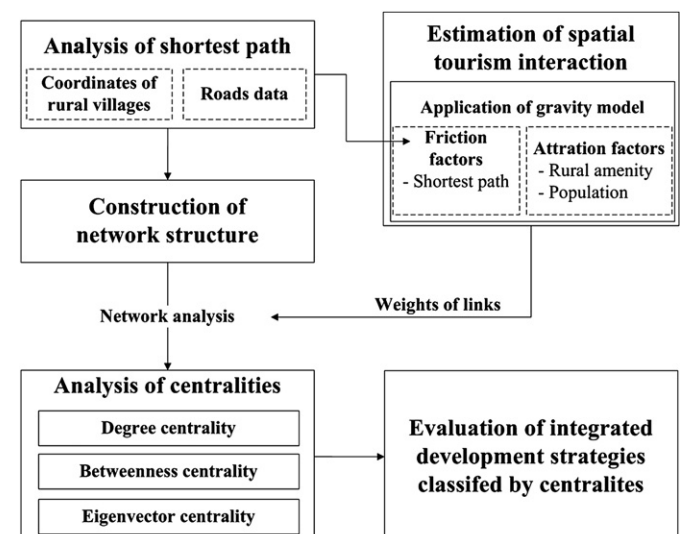 Analysis of shortest path
Coordinates of
rural villages
Roads data
Estimation of spatial
tourism interaction
Application of gravity model
Friction
factors
- Shortest path
Attration factors
- Rural amenity
- Population
Construction of
network structure
Network analysis
Weights of links
Analysis of centralities
Degree centrality
Betweenness centrality
Eigenvector centrality
Evaluation of integrated
development strategies
classifed by centralites